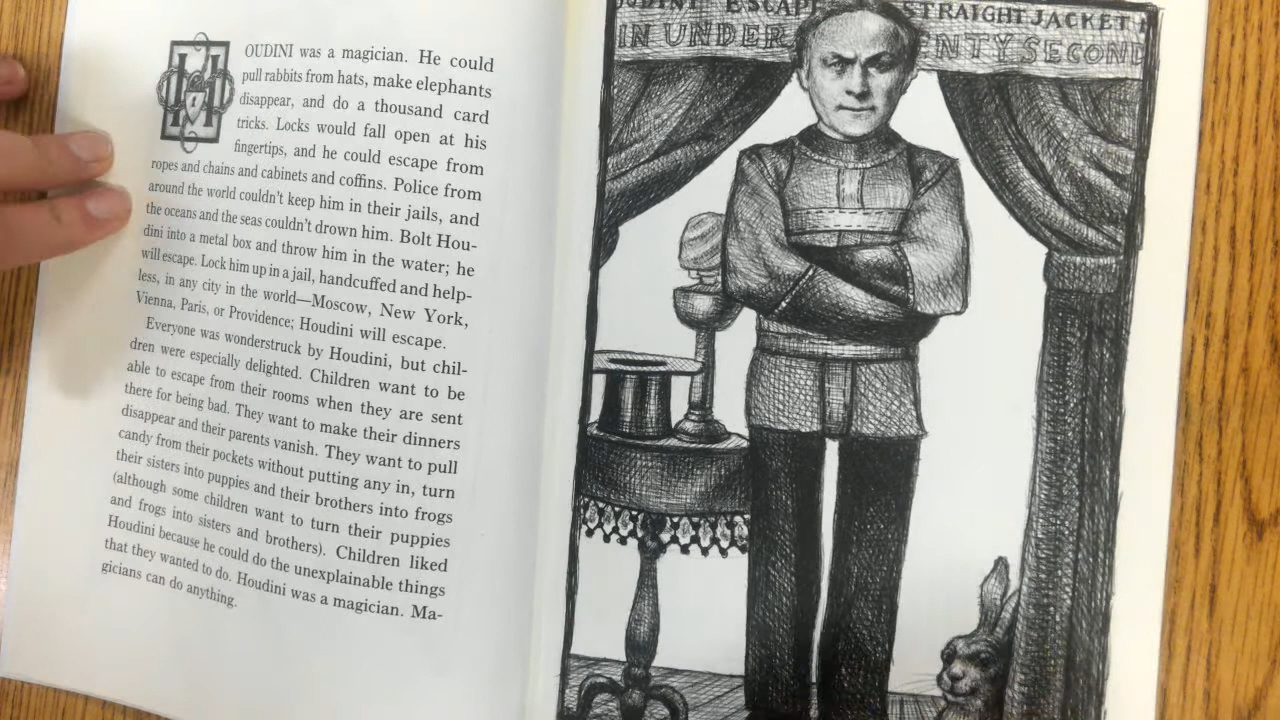 HOUDINI was a magician. He could
pull rabbits from hats, make elephants
disappear, and do a thousand card
tricks. Locks would fall open at his
fingertips, and he could escape from
ropes and chains and cabinets and coffins. Police from
around the world couldn't keep him in their jails, and
the oceans and the seas couldn't drown him. Bolt Hou-
dini into a metal box and throw him in the water; he
will escape. Lock him up in a jail, handcuffed and help-
less, in any city in the world—Moscow, New York,
Vienna, Paris, or Providence; Houdini will escape.
Everyone was wonderstruck by Houdini, but chil-
dren were especially delighted. Children want to be
able to escape from their rooms when they are sent
there for being bad. They want to make their dinners
disappear and their parents vanish. They want to pull
candy from their pockets without putting any in, turn
their sisters into puppies and their brothers into frogs
(although some children want to turn their puppies
and frogs into sisters and brothers). Children liked
Houdini because he could do the unexplainable things
that they wanted to do. Houdini was a magician. Ma-
gicians can do anything.
OUDINI ESCAPE STRAIGHT JACKET
IN UNDER ENTY SECOND